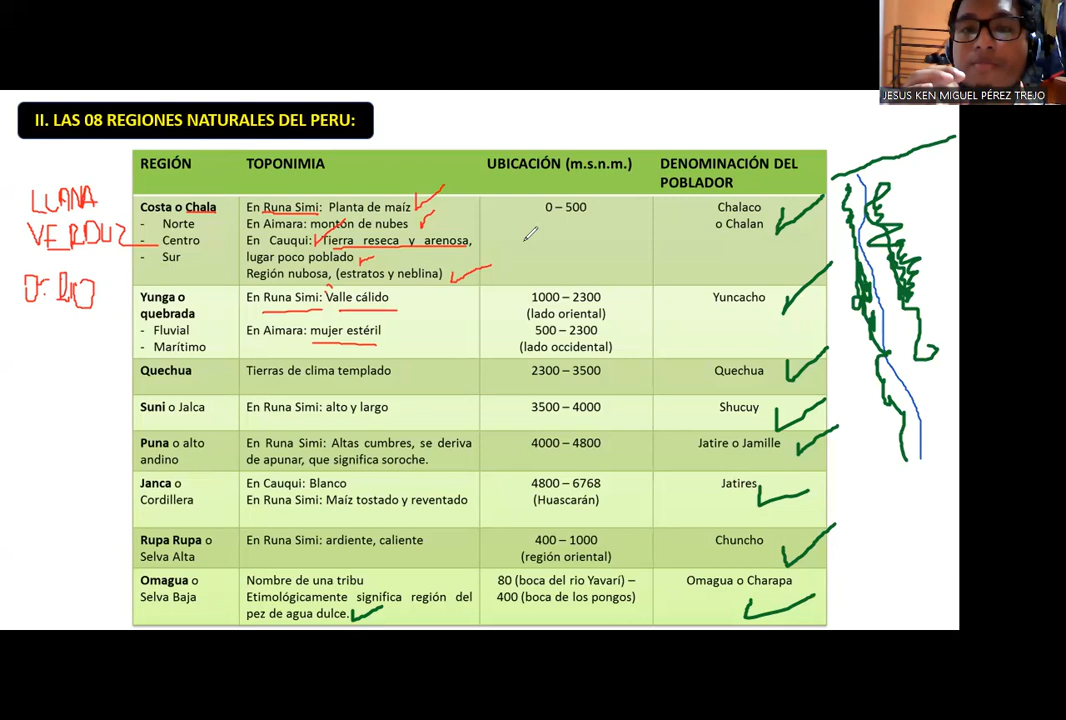 JESUS KEN MIGUEL PÉREZ TREJO
II. LAS 08 REGIONES NATURALES DEL PERU:
REGIÓN TOPONIMIA UBICACIÓN (m.s.n.m.) DENOMINACIÓN DEL
POBLADOR
Costa o Chala En Runa Simi: Planta de maíz 0 – 500 Chalaco
- Norte En Aimara: montón de nubes o Chalan
- Centro En Cauqui: Tierra reseca y arenosa,
- Sur lugar poco poblado
Región nubosa, (estratos y neblina)
Yunga o En Runa Simi: Valle cálido 1000 – 2300 Yuncacho
quebrada (lado oriental)
- Fluvial En Aimara: mujer estéril 500 – 2300
- Marítimo (lado occidental)
Quechua Tierras de clima templado 2300 – 3500 Quechua
Suni o Jalca En Runa Simi: alto y largo 3500 – 4000 Shucuy
Puna o alto En Runa Simi: Altas cumbres, se deriva 4000 – 4800 Jatire o Jamille
andino de apunar, que significa soroche.
Janca o En Cauqui: Blanco 4800 – 6768 Jatires
Cordillera En Runa Simi: Maíz tostado y reventado (Huascarán)
Rupa Rupa o En Runa Simi: ardiente, caliente 400 – 1000 Chuncho
Selva Alta (región oriental)
Omagua o Nombre de una tribu 80 (boca del rio Yavarí) – Omagua o Charapa
Selva Baja Etimológicamente significa región del 400 (boca de los pongos)
pez de agua dulce.